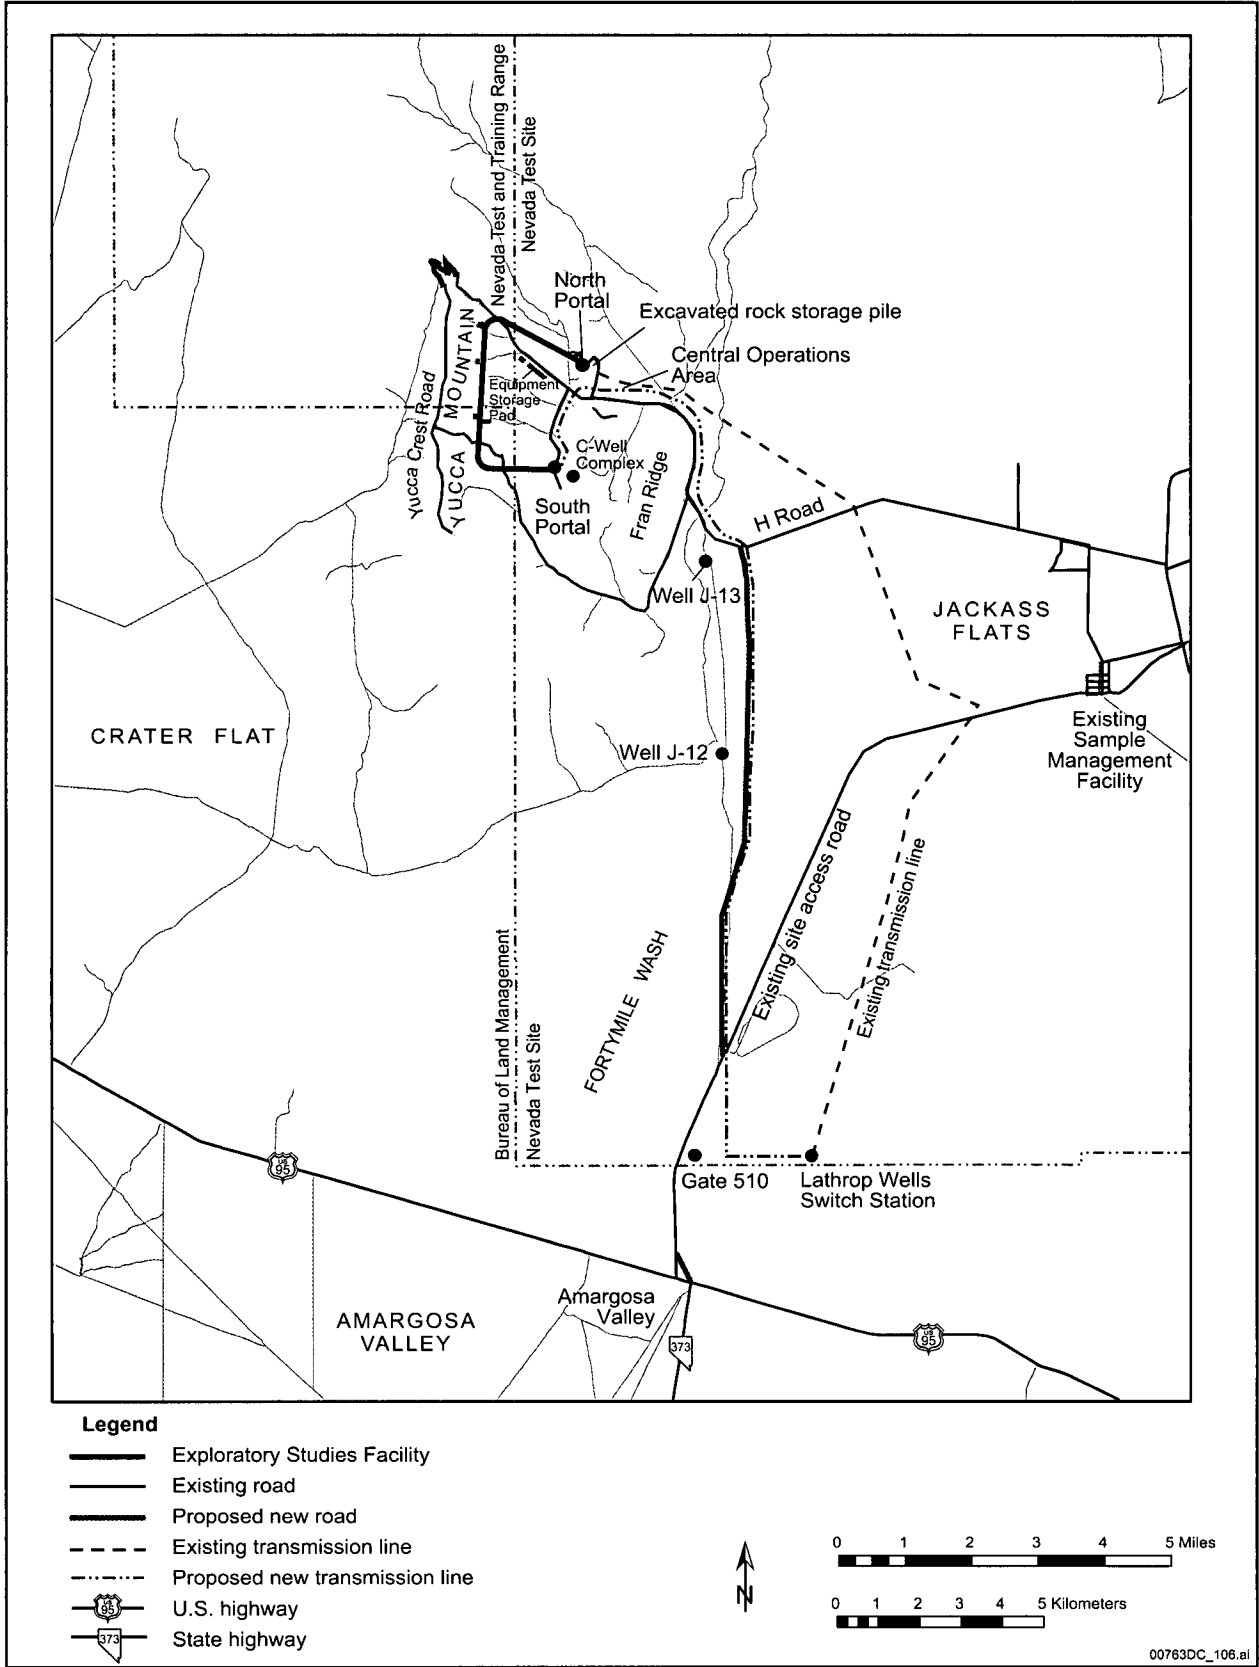 Nevada Test and Training Range
Nevada Test Site
North
Portal
Excavated rock storage pile
Central Operations
Area
Equipment
Storage
Pad
YUCCA MOUNTAIN
Yucca Crest Road
C-Well
Complex
South
Portal
Fran Ridge
H Road
Well J-13
JACKASS
FLATS
CRATER FLAT
Well J-12
Existing
Sample
Management
Facility
Existing site access road
Existing transmission line
FORTYMILE WASH
Bureau of Land Management
Nevada Test Site
US
95
Gate 510
Lathrop Wells
Switch Station
Amargosa
Valley
AMARGOSA
VALLEY
373
US
95
Legend
Exploratory Studies Facility
Existing road
Proposed new road
Existing transmission line
Proposed new transmission line
US
95
U.S. highway
373
State highway
N
0 1 2 3 4 5 Miles
0 1 2 3 4 5 Kilometers
00763DC_106.ai